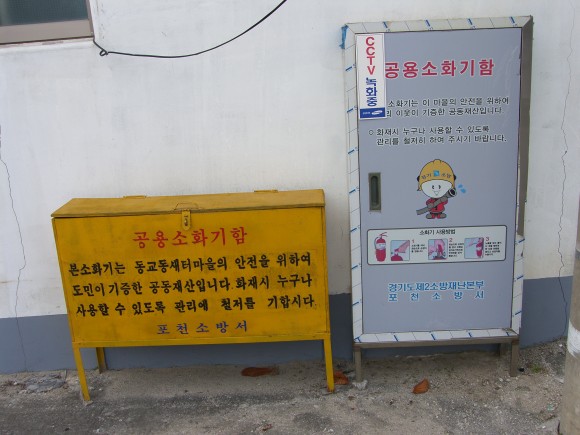 공용소화기함
본소화기는 동교동새터마을의 안전을 위하여
도민이 기증한 공동재산입니다. 화재시 누구나
사용할 수 있도록 관리에 철저를 기합시다.
포천소방서
CCTV 녹화중
공용소화기함
소화기는 이 마을의 안전을 위하여
이웃이 기증한 공동재산입니다.
화재시 누구나 사용할 수 있도록
관리를 철저히 하여 주시기 바랍니다.
소화기 사용방법
1 2 3
경기도제2소방재난본부
포천소방서